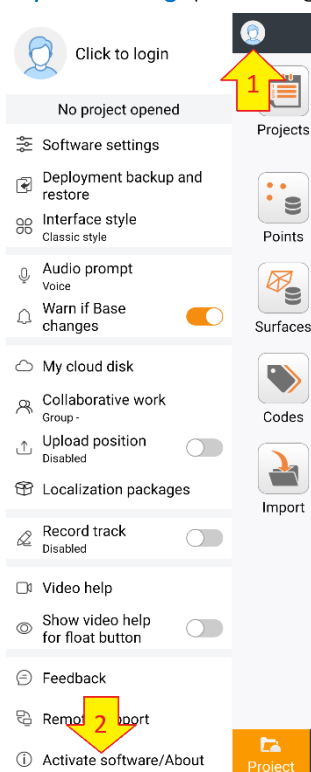 Click to login
1
No project opened
Projects
Software settings
Deployment backup and
restore
Interface style
Classic style
Points
Audio prompt
Voice
Warn if Base
changes
Surfaces
My cloud disk
Collaborative work
Group -
Codes
Upload position
Disabled
Localization packages
Import
Record track
Disabled
Video help
Show video help
for float button
Feedback
2
Activate software/About
Project